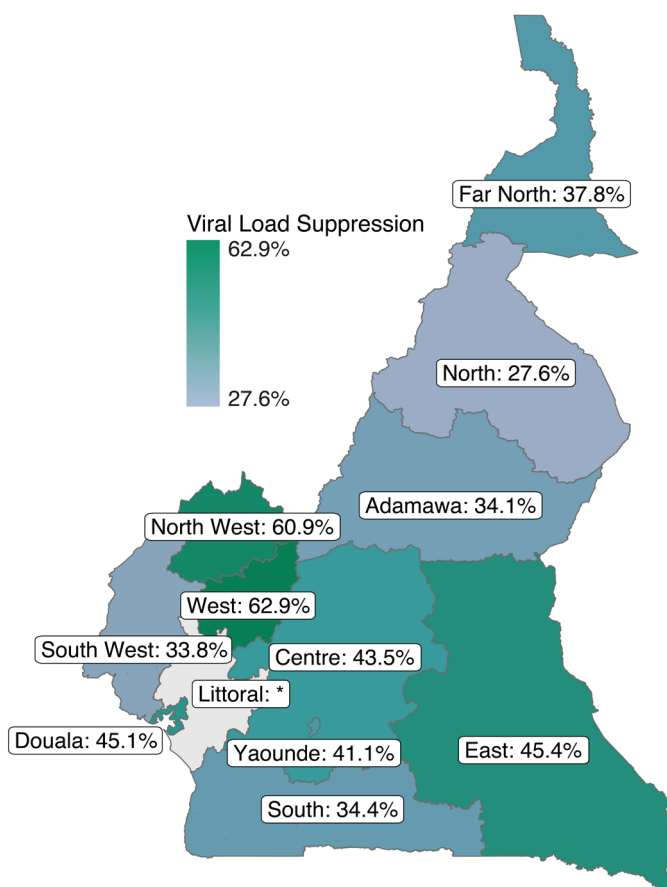 Far North: 37.8%
Viral Load Suppression
62.9%
North: 27.6%
27.6%
Adamawa: 34.1%
North West: 60.9%
West: 62.9%
South West: 33.8%
Centre: 43.5%
Littoral: *
Douala: 45.1%
Yaounde: 41.1%
East: 45.4%
South: 34.4%